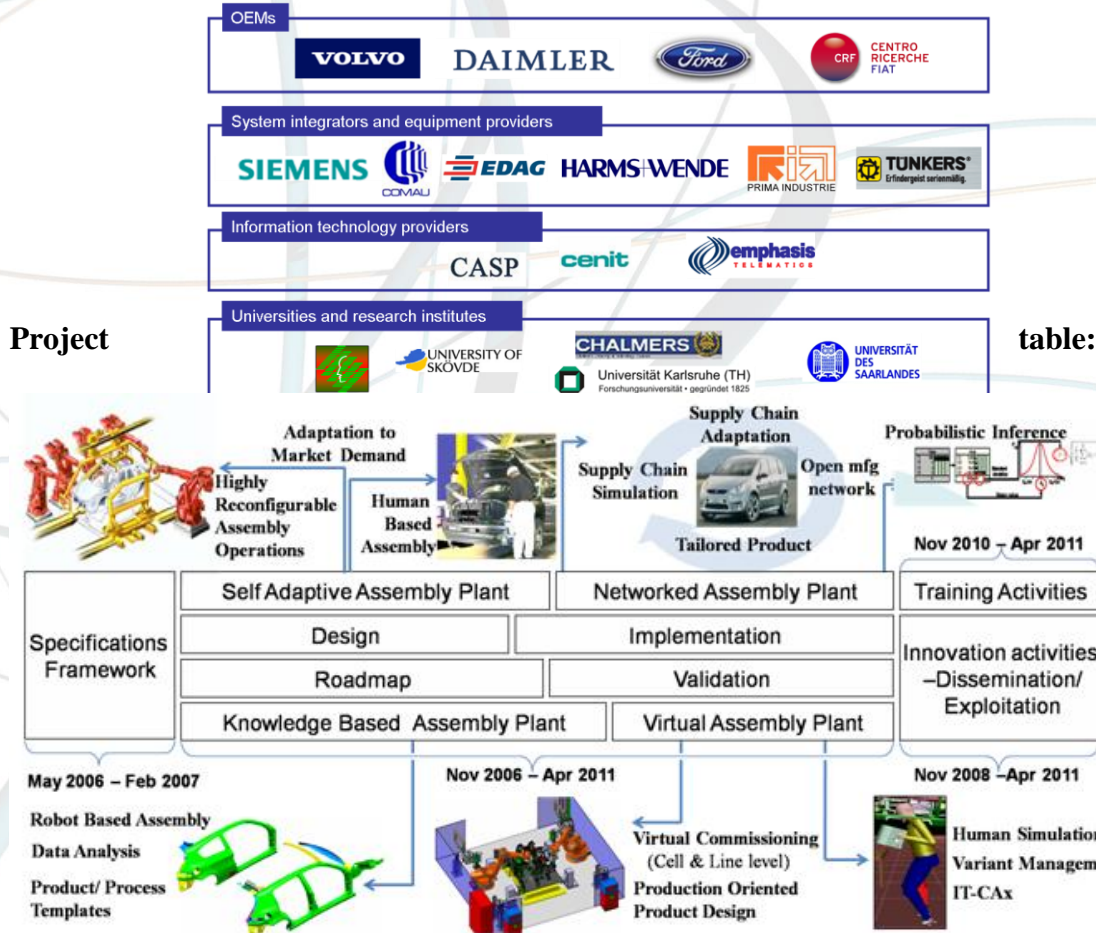 OEMs
VOLVO
DAIMLER
Ford
CRF
CENTRO
RICERCHE
FIAT
System integrators and equipment providers
SIEMENS
COMAU
EDAG
HARMS+WENDE
PRIMA INDUSTRIE
TÜNKERS®
Erfindergeist serienmäßig.
Information technology providers
CASP
cenit
emphasis
TELEMATICS
Universities and research institutes
Project
table:
UNIVERSITY OF
SKÖVDE
CHALMERS
Universität Karlsruhe (TH)
Forschungsuniversität • gegründet 1825
UNIVERSITÄT
DES
SAARLANDES
Adaptation to
Market Demand
Highly
Reconfigurable
Assembly
Operations
Human
Based
Assembly
Supply Chain
Adaptation
Supply Chain
Simulation
Open mfg
network
Tailored Product
Probabilistic Inference
Nov 2010 – Apr 2011
Specifications
Framework
Self Adaptive Assembly Plant
Networked Assembly Plant
Training Activities
Design
Implementation
Roadmap
Validation
Knowledge Based Assembly Plant
Virtual Assembly Plant
Innovation activities
–Dissemination/
Exploitation
May 2006 – Feb 2007
Nov 2006 – Apr 2011
Nov 2008 –Apr 2011
Robot Based Assembly
Data Analysis
Product/ Process
Templates
Virtual Commissioning
(Cell & Line level)
Production Oriented
Product Design
Human Simulation
Variant Managem
IT-CAx